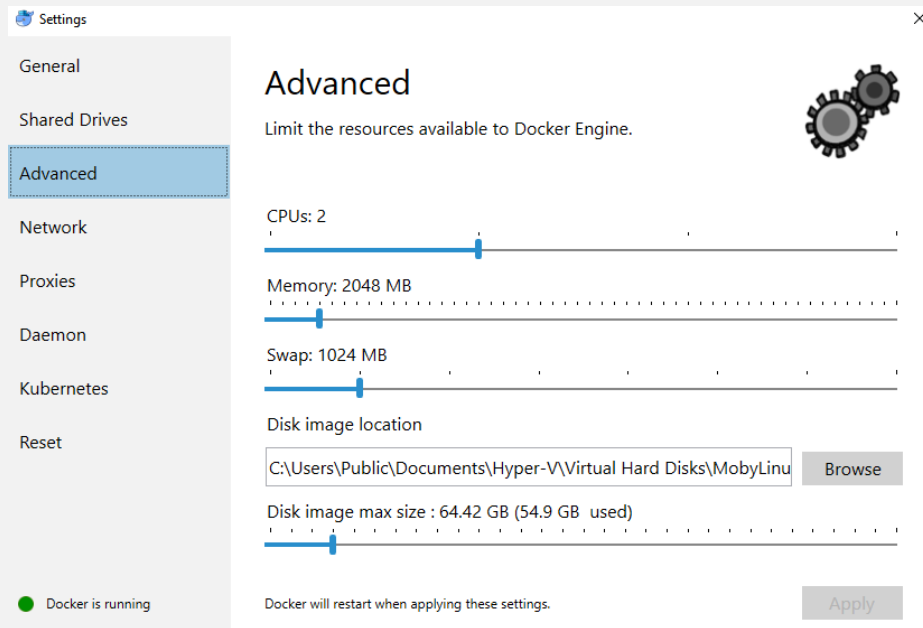 Settings
General
Shared Drives
Advanced
Network
Proxies
Daemon
Kubernetes
Reset
Docker is running
Advanced
Limit the resources available to Docker Engine.
CPUs: 2
Memory: 2048 MB
Swap: 1024 MB
Disk image location
C:\Users\Public\Documents\Hyper-V\Virtual Hard Disks\MobyLinu
Browse
Disk image max size : 64.42 GB (54.9 GB  used)
Docker will restart when applying these settings.
Apply